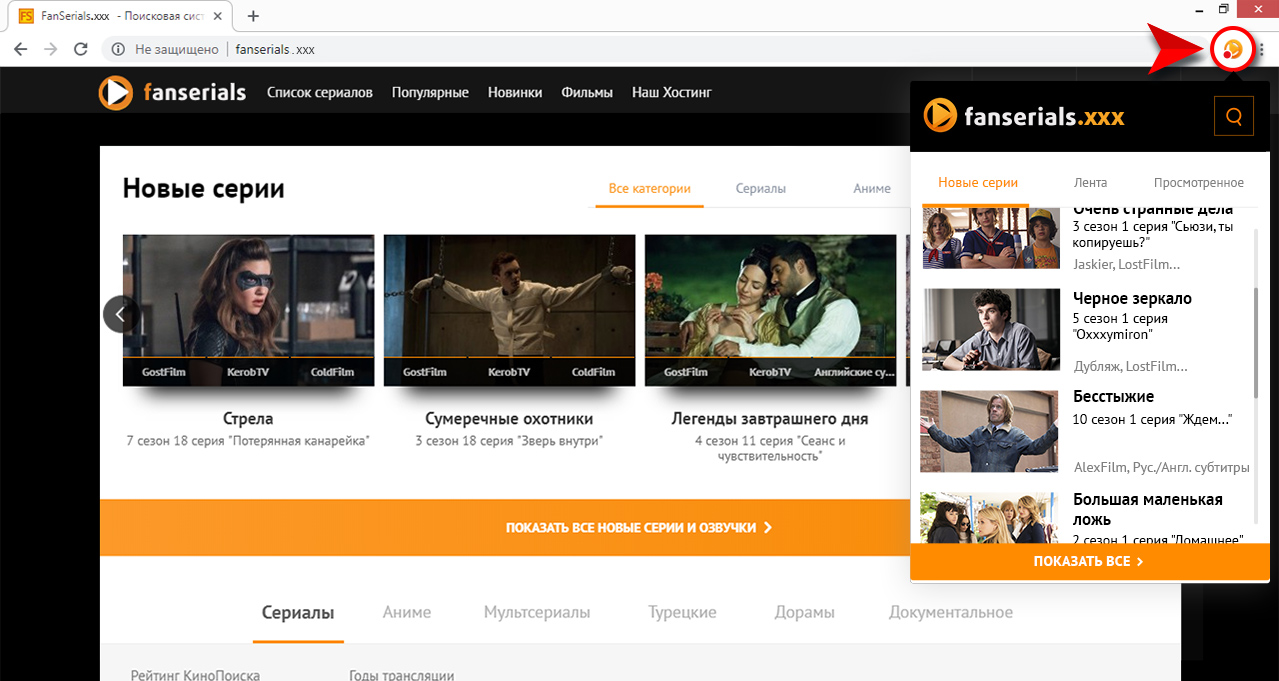 FanSerials.xxx - Поисковая сист
Не защищено
fanserials.xxx
fanserials
Список сериалов
Популярные
Новинки
Фильмы
Наш Хостинг
Новые серии
Все категории
Сериалы
Аниме
GostFilm
KerobTV
ColdFilm
GostFilm
KerobTV
ColdFilm
GostFilm
KerobTV
Английские су...
Стрела
7 сезон 18 серия "Потерянная канарейка"
Сумеречные охотники
3 сезон 18 серия "Зверь внутри"
Легенды завтрашнего дня
4 сезон 11 серия "Сеанс и
чувствительность"
ПОКАЗАТЬ ВСЕ НОВЫЕ СЕРИИ И ОЗВУЧКИ
Сериалы
Аниме
Мультсериалы
Турецкие
Дорамы
Документальное
Рейтинг КиноПоиска
Годы трансляции
fanserials.xxx
Новые серии
Лента
Просмотренное
Очень странные дела
3 сезон 1 серия "Сьюзи, ты
копируешь?"
Jaskier, LostFilm...
Черное зеркало
5 сезон 1 серия
"Oxxxymiron"
Дубляж, LostFilm...
Бесстыжие
10 сезон 1 серия "Ждем..."
AlexFilm, Рус./Англ. субтитры
Большая маленькая
ложь
2 сезон 1 серия "Домашнее"
ПОКАЗАТЬ ВСЕ